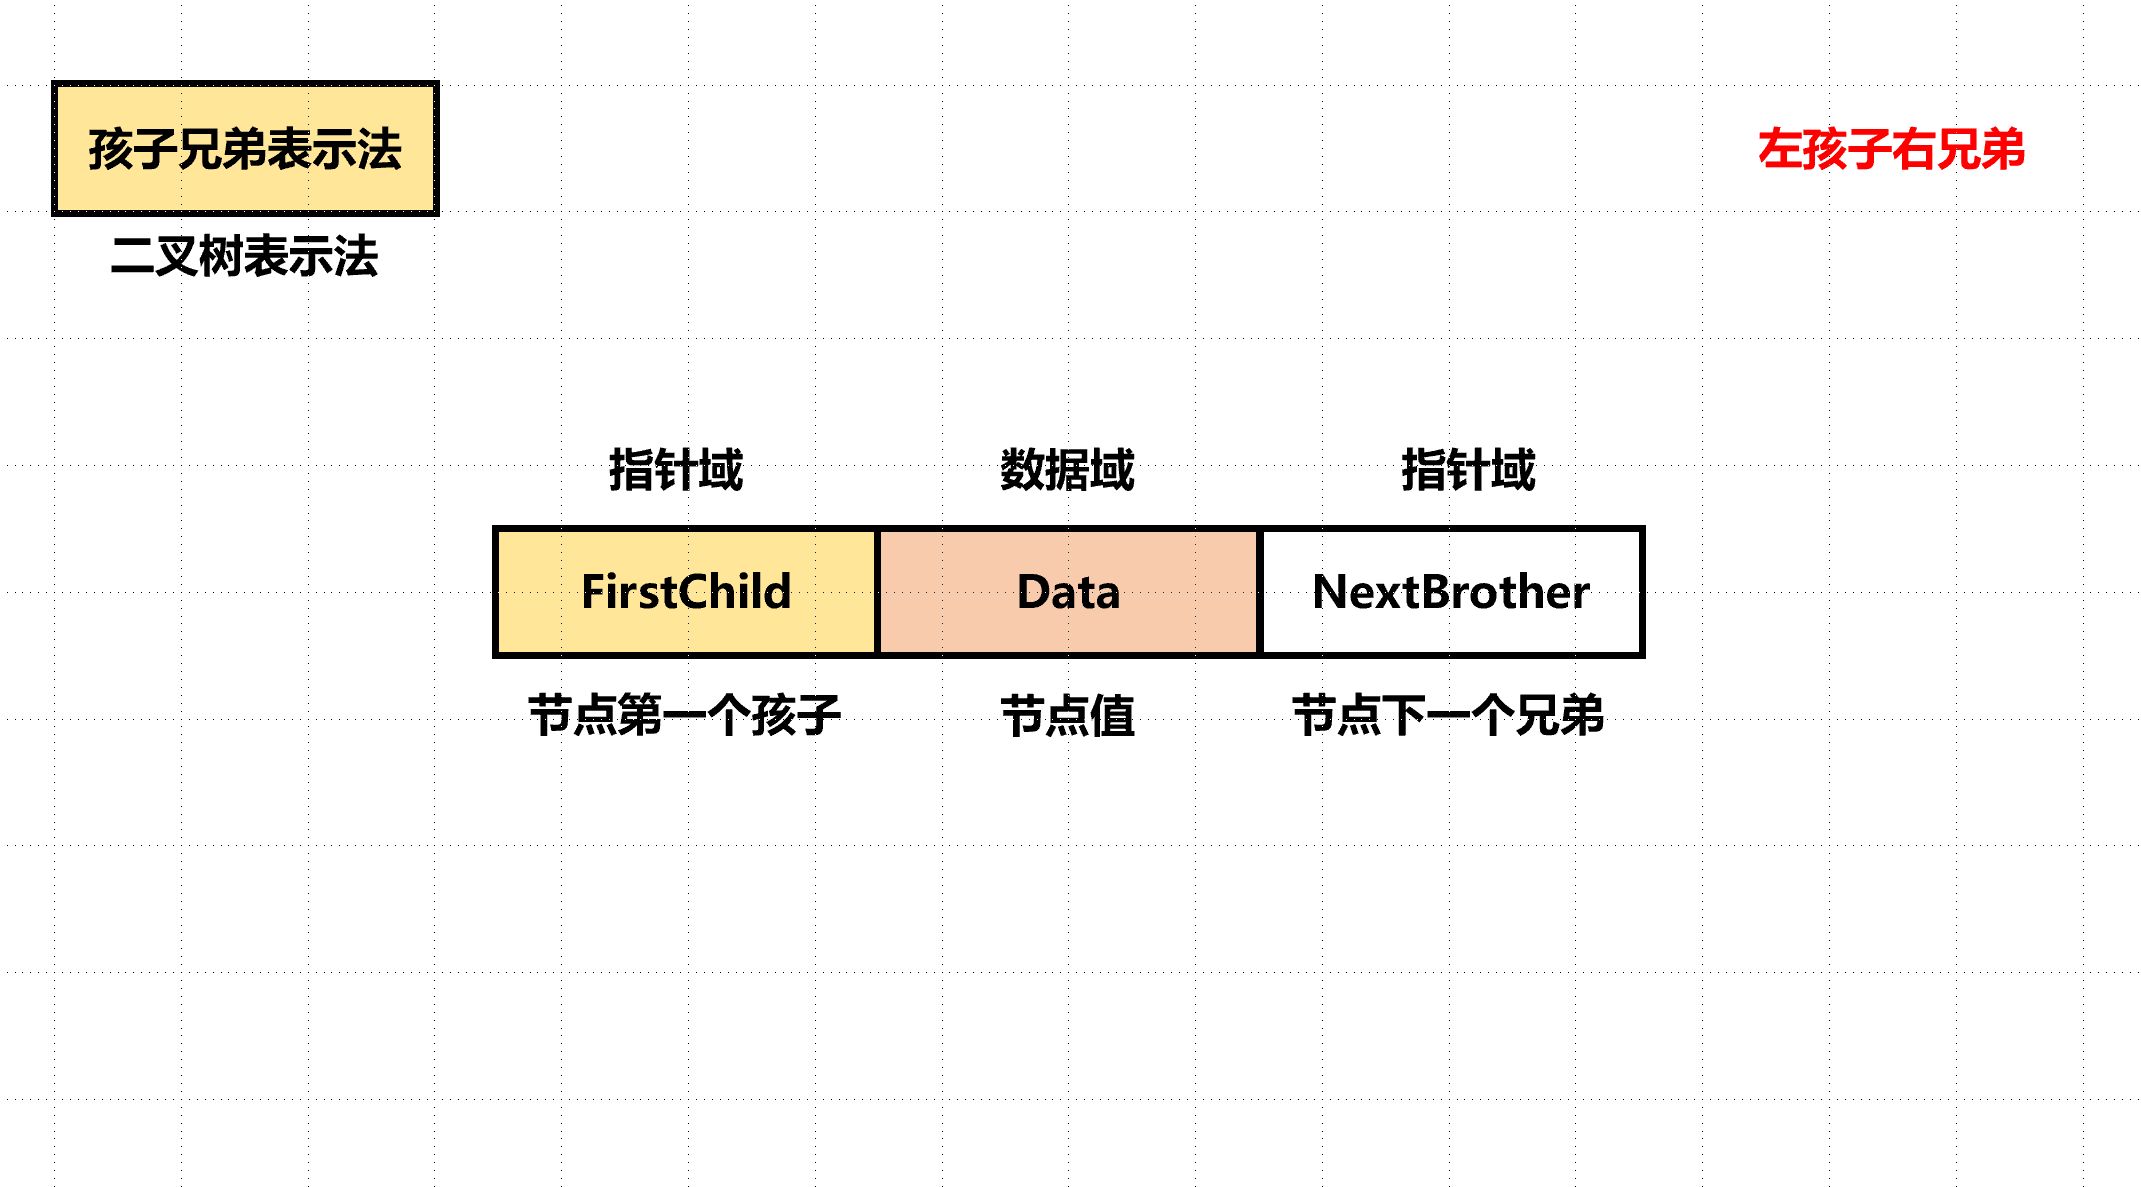 孩子兄弟表示法
左孩子右兄弟
二叉树表示法
指针域 数据域 指针域
FirstChild Data NextBrother
节点第一个孩子 节点值 节点下一个兄弟